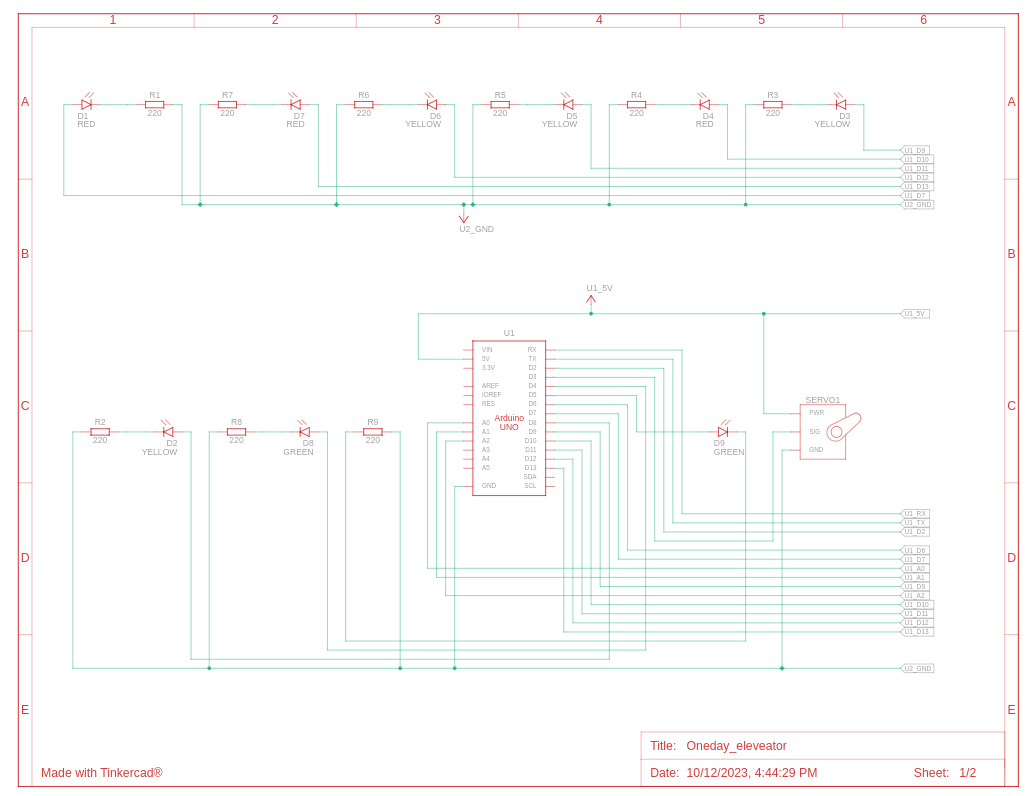 1 2 3 4 5 6
A A
R1 R7 R6 R5 R4 R3
220 220 220 220 220 220
D1 D7 D6 D5 D4 D3
RED RED YELLOW YELLOW RED YELLOW
U1_D9
U1_D10
U1_D11
U1_D12
U1_D13
U1_D7
U2_GND
U2_GND
B B
U1_5V
U1_5V
U1
VIN RX
5V TX
3.3V D2
D3
AREF D4
IOREF D5
RES D6
D7
A0 D8
A1 D9
A2 D10
A3 D11
A4 D12
A5 D13
SDA
GND SCL
Arduino
UNO
SERVO1
PWR
SIG
GND
C C
R2 R8 R9
220 220 220
D2 D8 D9
YELLOW GREEN GREEN
U1_RX
U1_TX
U1_D2
U1_D6
U1_D7
U1_A0
U1_A1
U1_D9
U1_A2
U1_D10
U1_D11
U1_D12
U1_D13
D D
U2_GND
E E
Title: Oneday_eleveator
Made with Tinkercad®
Date: 10/12/2023, 4:44:29 PM Sheet: 1/2